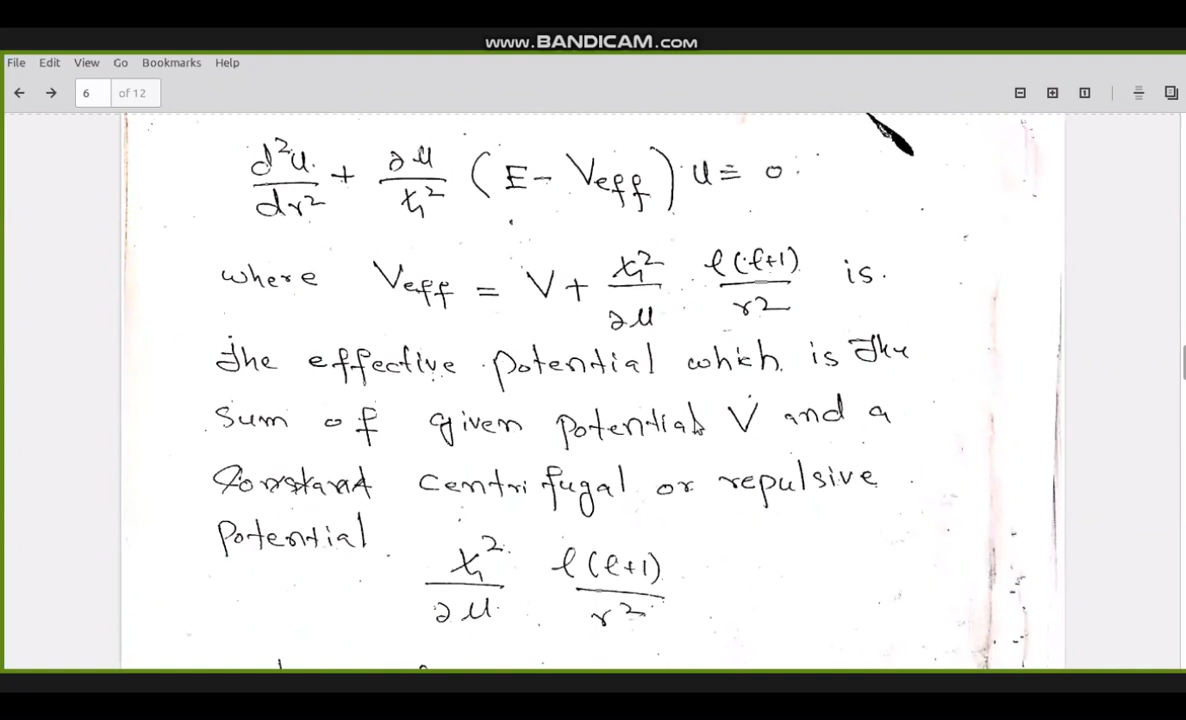 www.BANDICAM.com
File Edit View Go Bookmarks Help
6 of 12
d²u/dr² + 2μ/ħ² (E - Veff) u = 0.
where Veff = V + ħ²/2μ · l(l+1)/r² is.
the effective potential which is the
sum of given potentials V and a
Constant centrifugal or repulsive
potential
ħ²/2μ l(l+1)/r²